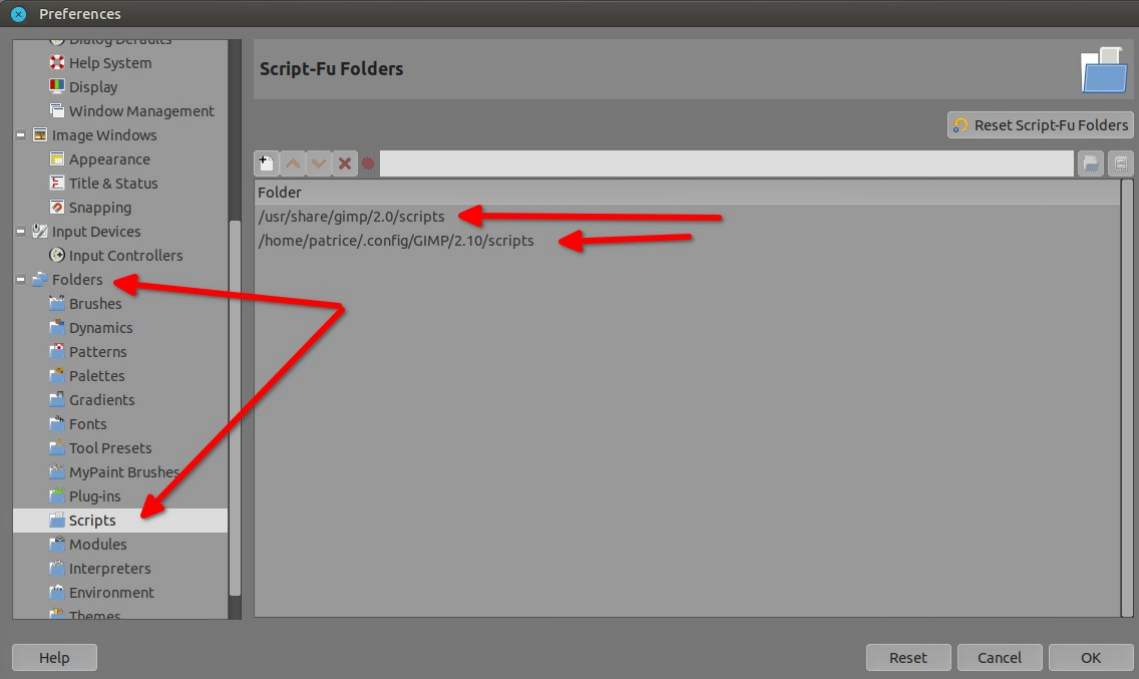 Preferences
Dialog Defaults
Help System
Display
Window Management
Image Windows
Appearance
Title & Status
Snapping
Input Devices
Input Controllers
Folders
Brushes
Dynamics
Patterns
Palettes
Gradients
Fonts
Tool Presets
MyPaint Brushes
Plug-ins
Scripts
Modules
Interpreters
Environment
Themes
Script-Fu Folders
Reset Script-Fu Folders
Folder
/usr/share/gimp/2.0/scripts
/home/patrice/.config/GIMP/2.10/scripts
Help
Reset
Cancel
OK